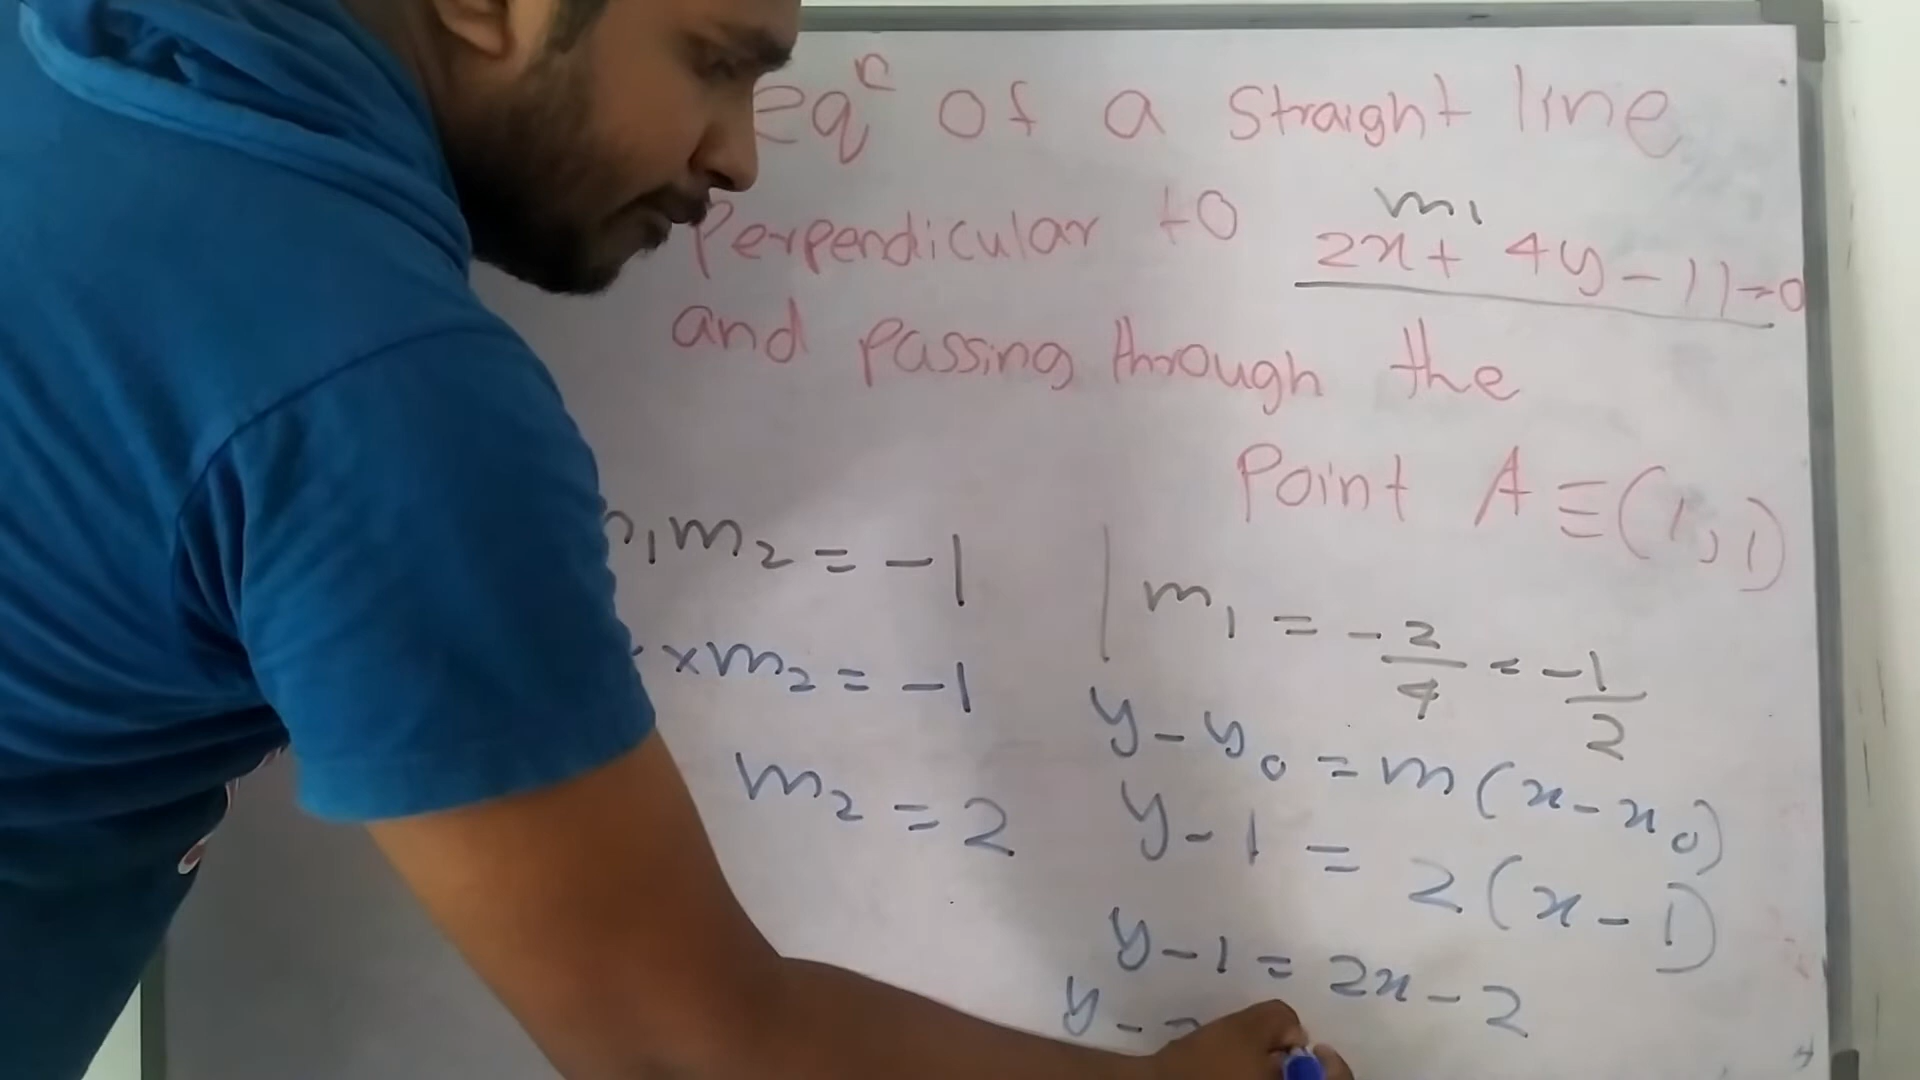 eqⁿ of a straight line
m₁
Perpendicular to 2x + 4y - 11 = 0
and passing through the
Point A ≡ (1, 1)
m₁m₂ = -1
m₁ = -2/4 = -1/2
x m₂ = -1
y - y₀ = m(x - x₀)
m₂ = 2
y - 1 = 2(x - 1)
y - 1 = 2x - 2
y -